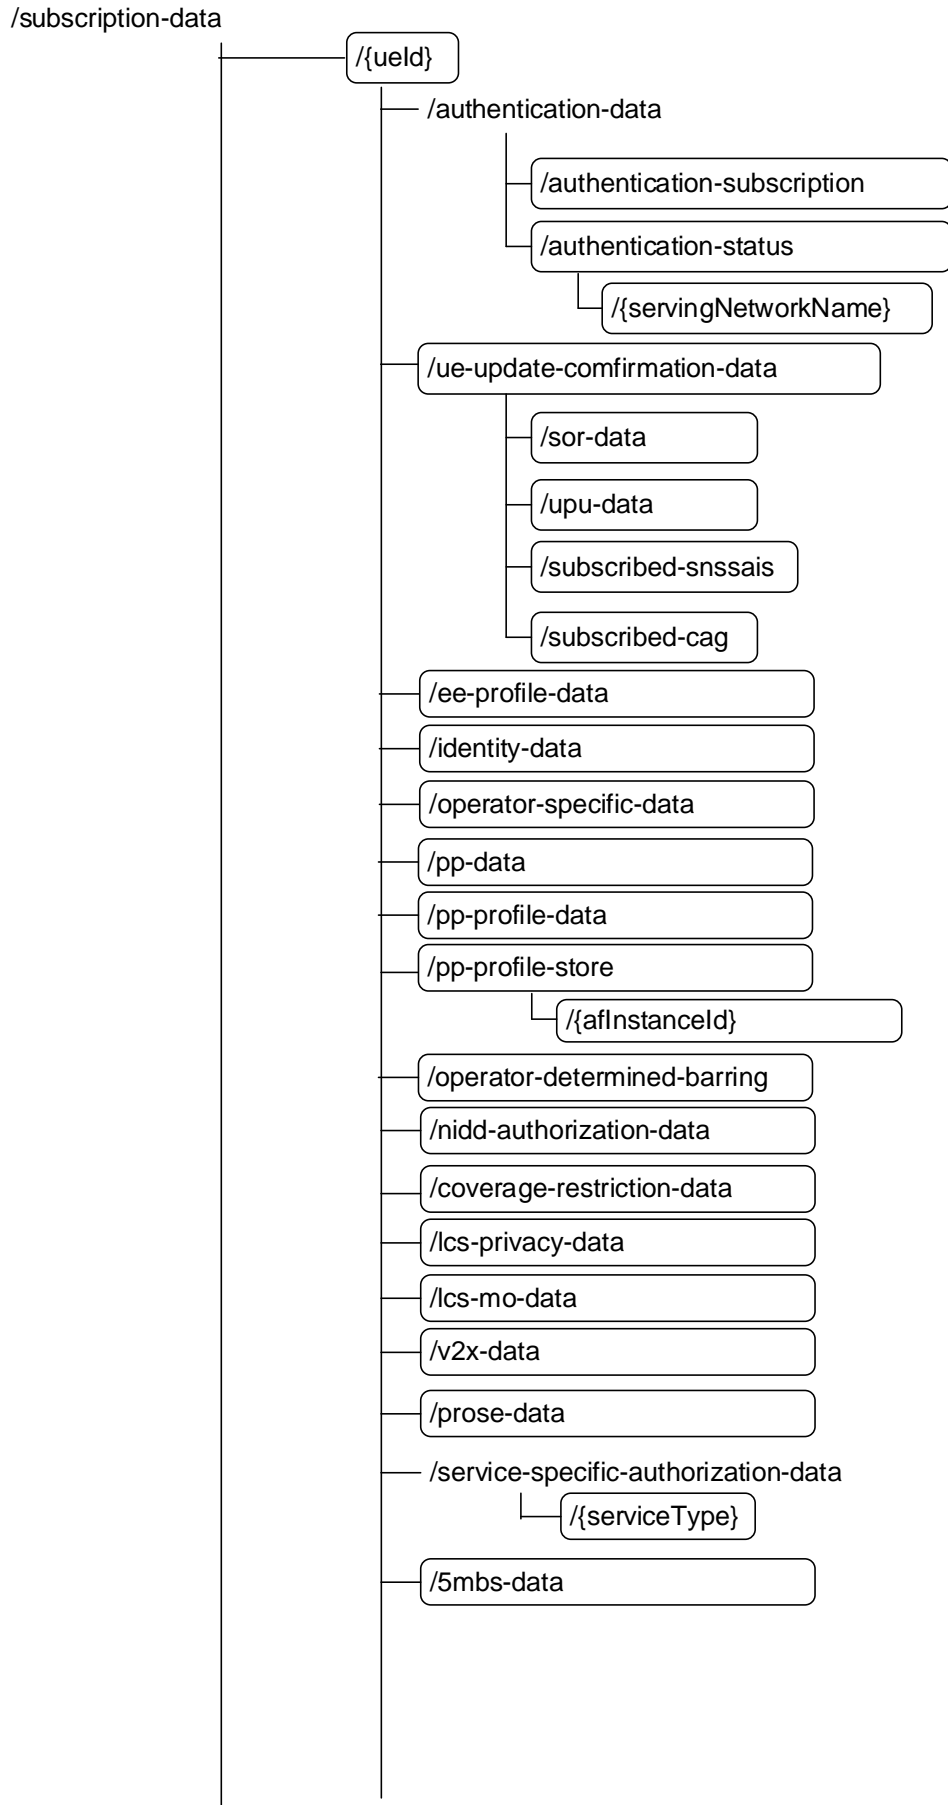 /subscription-data
/{ueId}
/authentication-data
/authentication-subscription
/authentication-status
/{servingNetworkName}
/ue-update-comfirmation-data
/sor-data
/upu-data
/subscribed-snssais
/subscribed-cag
/ee-profile-data
/identity-data
/operator-specific-data
/pp-data
/pp-profile-data
/pp-profile-store
/{afInstanceId}
/operator-determined-barring
/nidd-authorization-data
/coverage-restriction-data
/lcs-privacy-data
/lcs-mo-data
/v2x-data
/prose-data
/service-specific-authorization-data
/{serviceType}
/5mbs-data